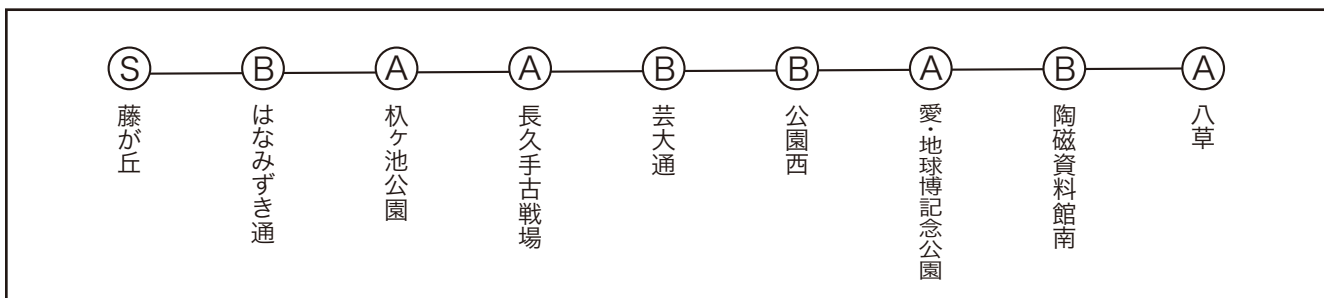 S
B
A
A
B
B
A
B
A
藤が丘
はなみずき通
杁ヶ池公園
長久手古戦場
芸大通
公園西
愛・地球博記念公園
陶磁資料館南
八草